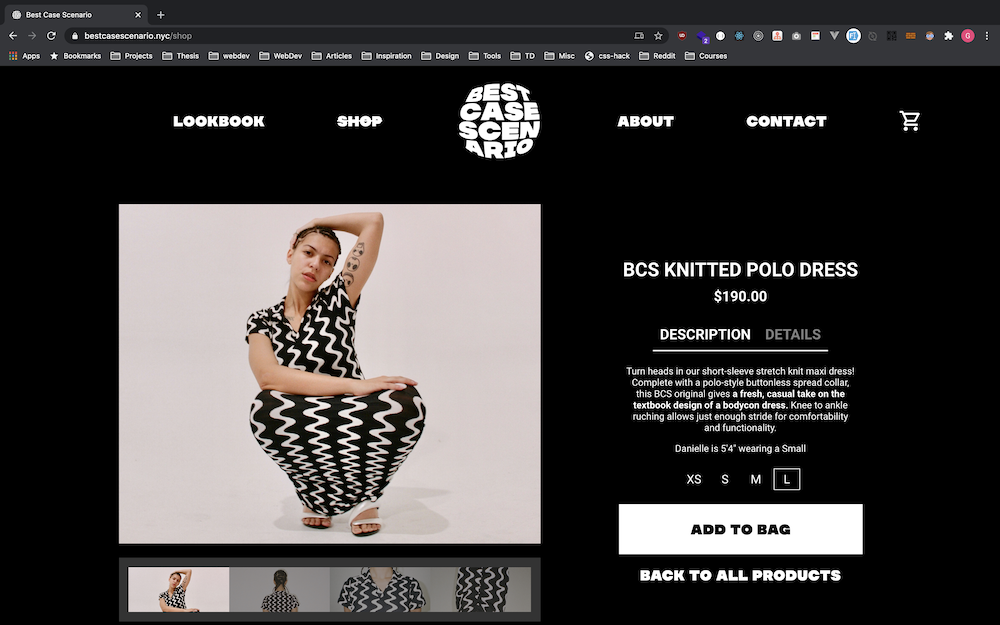 Best Case Scenario
bestcasescenario.nyc/shop
Apps
Bookmarks
Projects
Thesis
webdev
WebDev
Articles
Inspiration
Design
Tools
TD
Misc
css-hack
Reddit
Courses
LOOKBOOK
SHOP
BEST
CASE
SCEN
ARIO
ABOUT
CONTACT
BCS KNITTED POLO DRESS
$190.00
DESCRIPTION
DETAILS
Turn heads in our short-sleeve stretch knit maxi dress!
Complete with a polo-style buttonless spread collar,
this BCS original gives a fresh, casual take on the
textbook design of a bodycon dress. Knee to ankle
ruching allows just enough stride for comfortability
and functionality.
Danielle is 5'4" wearing a Small
XS S M L
ADD TO BAG
BACK TO ALL PRODUCTS